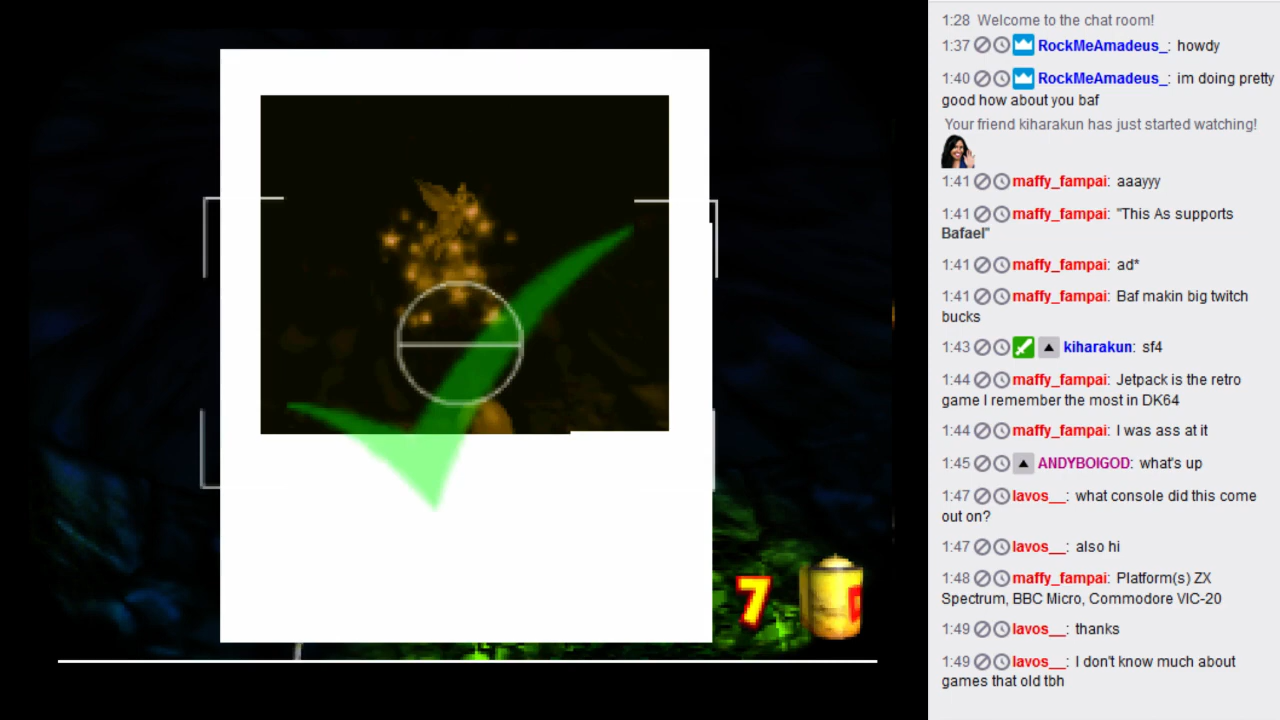 1:28 Welcome to the chat room!
1:37 RockMeAmadeus_: howdy
1:40 RockMeAmadeus_: im doing pretty
good how about you baf
Your friend kiharakun has just started watching!
1:41 maffy_fampai: aaayyy
1:41 maffy_fampai: "This As supports
Bafael"
1:41 maffy_fampai: ad*
1:41 maffy_fampai: Baf makin big twitch
bucks
1:43 kiharakun: sf4
1:44 maffy_fampai: Jetpack is the retro
game I remember the most in DK64
1:44 maffy_fampai: I was ass at it
1:45 ANDYBOIGOD: what's up
1:47 lavos__: what console did this come
out on?
1:47 lavos__: also hi
1:48 maffy_fampai: Platform(s) ZX
Spectrum, BBC Micro, Commodore VIC-20
1:49 lavos__: thanks
1:49 lavos__: I don't know much about
games that old tbh
7